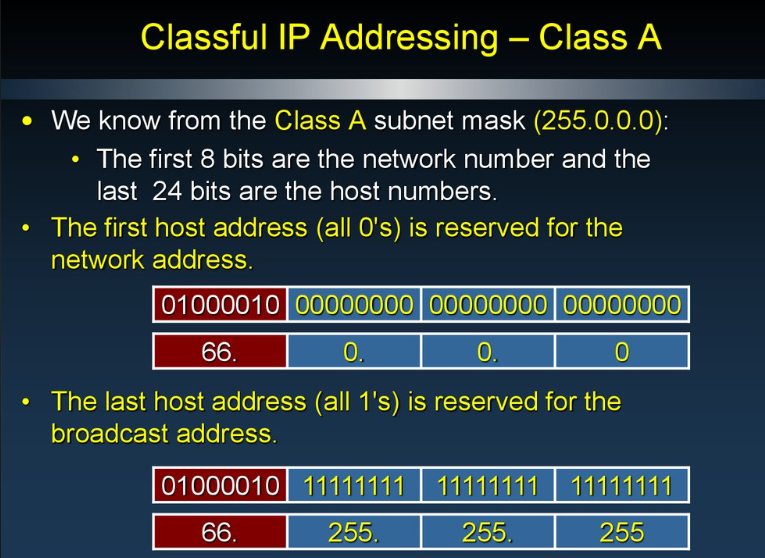 Classful IP Addressing – Class A
• We know from the Class A subnet mask (255.0.0.0):
• The first 8 bits are the network number and the
last 24 bits are the host numbers.
• The first host address (all 0's) is reserved for the
network address.
01000010 00000000 00000000 00000000
66. 0. 0. 0
• The last host address (all 1's) is reserved for the
broadcast address.
01000010 11111111 11111111 11111111
66. 255. 255. 255